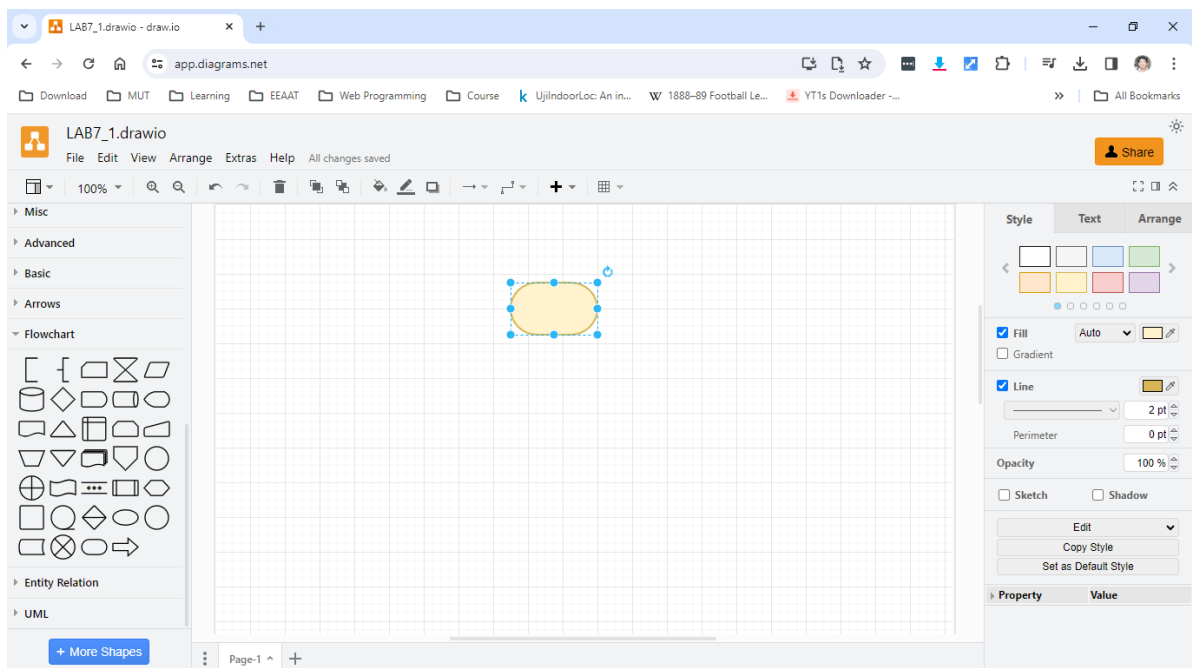 LAB7_1.drawio - draw.io
app.diagrams.net
Download MUT Learning EEAAT Web Programming Course UjiIndoorLoc: An in... 1888–89 Football Le... YT1s Downloader -... » All Bookmarks
LAB7_1.drawio
File Edit View Arrange Extras Help All changes saved
Share
100%
Misc
Advanced
Basic
Arrows
Flowchart
Entity Relation
UML
+ More Shapes
Page-1
Style Text Arrange
Fill Auto
Gradient
Line
2 pt
Perimeter 0 pt
Opacity 100 %
Sketch Shadow
Edit
Copy Style
Set as Default Style
Property Value